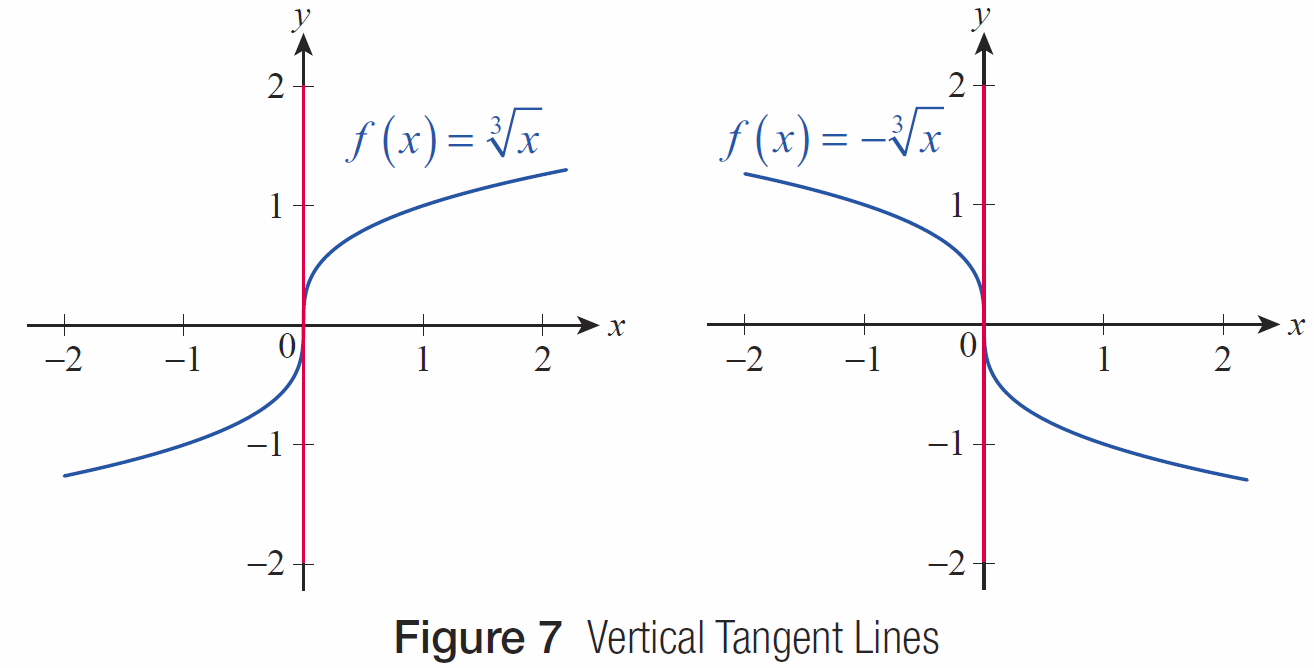 y
2
f(x) = ∛x
1
−2 −1 0 1 2 x
−1
−2
y
2
f(x) = −∛x
1
−2 −1 0 1 2 x
−1
−2
Figure 7 Vertical Tangent Lines